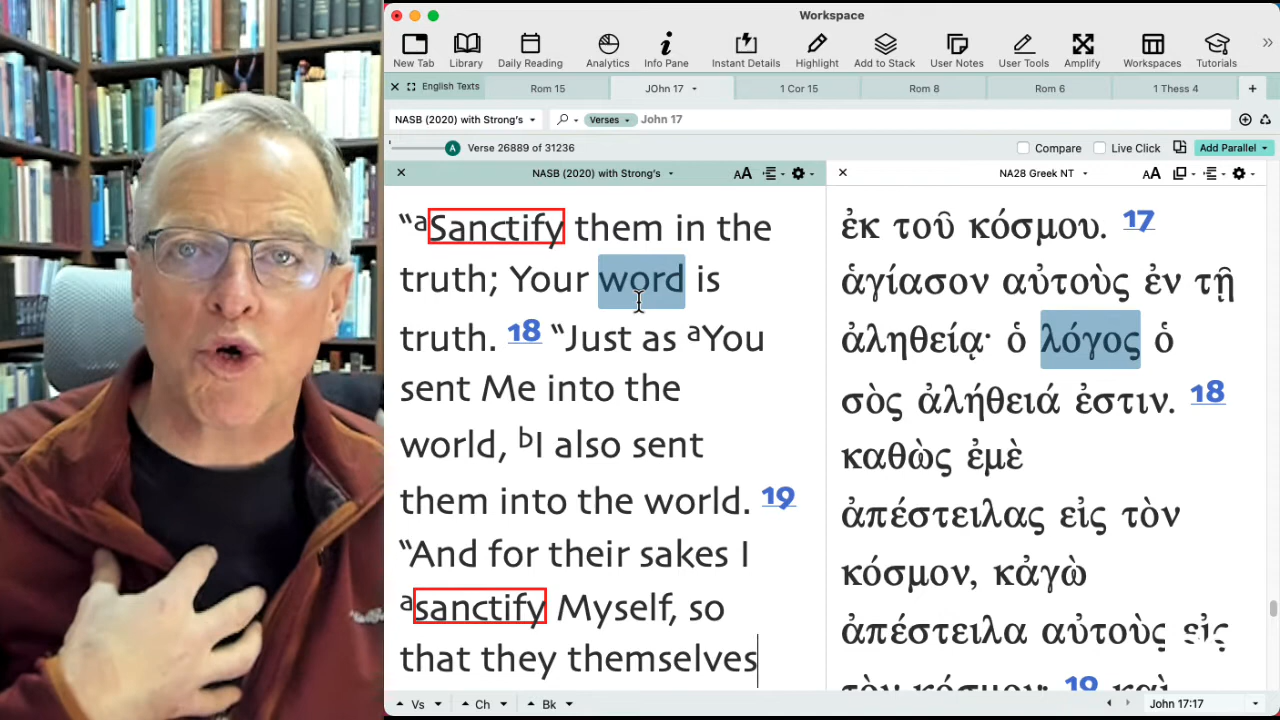 Workspace
New Tab Library Daily Reading Analytics Info Pane Instant Details Highlight Add to Stack User Notes User Tools Amplify Workspaces Tutorials
English Texts Rom 15 JOhn 17 1 Cor 15 Rom 8 Rom 6 1 Thess 4
NASB (2020) with Strong's Verses John 17
A Verse 26889 of 31236 Compare Live Click Add Parallel
NASB (2020) with Strong's
“ᵃSanctify them in the
truth; Your word is
truth. 18 “Just as ᵃYou
sent Me into the
world, ᵇI also sent
them into the world. 19
“And for their sakes I
ᵃsanctify Myself, so
that they themselves
NA28 Greek NT
ἐκ τοῦ κόσμου. 17
ἁγίασον αὐτοὺς ἐν τῇ
ἀληθείᾳ· ὁ λόγος ὁ
σὸς ἀλήθειά ἐστιν. 18
καθὼς ἐμὲ
ἀπέστειλας εἰς τὸν
κόσμον, κἀγὼ
ἀπέστειλα αὐτοὺς εἰς
τὸν κόσμον· 19 καὶ
Vs Ch Bk John 17:17